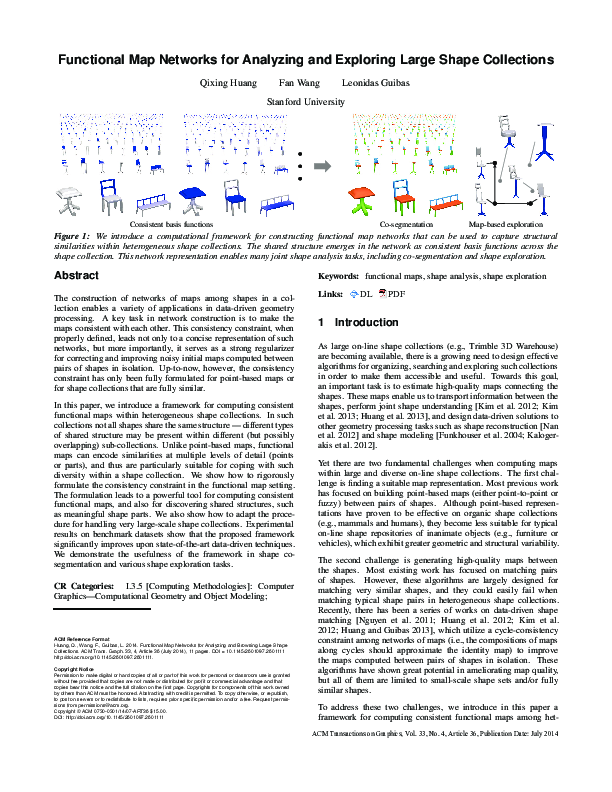 Functional Map Networks for Analyzing and Exploring Large Shape Collections
Qixing Huang Fan Wang Leonidas Guibas
Stanford University
Consistent basis functions
Co-segmentation
Map-based exploration
Figure 1: We introduce a computational framework for constructing functional map networks that can be used to capture structural
similarities within heterogeneous shape collections. The shared structure emerges in the network as consistent basis functions across the
shape collection. This network representation enables many joint shape analysis tasks, including co-segmentation and shape exploration.
Abstract
The construction of networks of maps among shapes in a col-
lection enables a variety of applications in data-driven geometry
processing. A key task in network construction is to make the
maps consistent with each other. This consistency constraint, when
properly defined, leads not only to a concise representation of such
networks, but more importantly, it serves as a strong regularizer
for correcting and improving noisy initial maps computed between
pairs of shapes in isolation. Up-to-now, however, the consistency
constraint has only been fully formulated for point-based maps or
for shape collections that are fully similar.
In this paper, we introduce a framework for computing consistent
functional maps within heterogeneous shape collections. In such
collections not all shapes share the same structure — different types
of shared structure may be present within different (but possibly
overlapping) sub-collections. Unlike point-based maps, functional
maps can encode similarities at multiple levels of detail (points
or parts), and thus are particularly suitable for coping with such
diversity within a shape collection. We show how to rigorously
formulate the consistency constraint in the functional map setting.
The formulation leads to a powerful tool for computing consistent
functional maps, and also for discovering shared structures, such
as meaningful shape parts. We also show how to adapt the proce-
dure for handling very large-scale shape collections. Experimental
results on benchmark datasets show that the proposed framework
significantly improves upon state-of-the-art data-driven techniques.
We demonstrate the usefulness of the framework in shape co-
segmentation and various shape exploration tasks.
CR Categories: I.3.5 [Computing Methodologies]: Computer
Graphics—Computational Geometry and Object Modeling;
ACM Reference Format
Huang, Q., Wang, F., Guibas, L. 2014. Functional Map Networks for Analyzing and Browsing Large Shape
Collections. ACM Trans. Graph. 33, 4, Article 36 (July 2014), 11 pages. DOI = 10.1145/2601097.2601111
http://doi.acm.org/10.1145/2601097.2601111.
Copyright Notice
Permission to make digital or hard copies of all or part of this work for personal or classroom use is granted
without fee provided that copies are not made or distributed for profit or commercial advantage and that
copies bear this notice and the full citation on the first page. Copyrights for components of this work owned
by others than ACM must be honored. Abstracting with credit is permitted. To copy otherwise, or republish,
to post on servers or to redistribute to lists, requires prior specific permission and/or a fee. Request permis-
sions from permissions@acm.org.
Copyright © ACM 0730-0301/14/07-ART36 $15.00.
DOI: http://doi.acm.org/10.1145/2601097.2601111
Keywords: functional maps, shape analysis, shape exploration
Links: DL PDF
1 Introduction
As large on-line shape collections (e.g., Trimble 3D Warehouse)
are becoming available, there is a growing need to design effective
algorithms for organizing, searching and exploring such collections
in order to make them accessible and useful. Towards this goal,
an important task is to estimate high-quality maps connecting the
shapes. These maps enable us to transport information between the
shapes, perform joint shape understanding [Kim et al. 2012; Kim
et al. 2013; Huang et al. 2013], and design data-driven solutions to
other geometry processing tasks such as shape reconstruction [Nan
et al. 2012] and shape modeling [Funkhouser et al. 2004; Kaloger-
akis et al. 2012].
Yet there are two fundamental challenges when computing maps
within large and diverse on-line shape collections. The first chal-
lenge is finding a suitable map representation. Most previous work
has focused on building point-based maps (either point-to-point or
fuzzy) between pairs of shapes. Although point-based represen-
tations have proven to be effective on organic shape collections
(e.g., mammals and humans), they become less suitable for typical
on-line shape repositories of inanimate objects (e.g., furniture or
vehicles), which exhibit greater geometric and structural variability.
The second challenge is generating high-quality maps between
the shapes. Most existing work has focused on matching pairs
of shapes. However, these algorithms are largely designed for
matching very similar shapes, and they could easily fail when
matching typical shape pairs in heterogeneous shape collections.
Recently, there has been a series of works on data-driven shape
matching [Nguyen et al. 2011; Huang et al. 2012; Kim et al.
2012; Huang and Guibas 2013], which utilize a cycle-consistency
constraint among networks of maps (i.e., the compositions of maps
along cycles should approximate the identity map) to improve
the maps computed between pairs of shapes in isolation. These
algorithms have shown great potential in ameliorating map quality,
but all of them are limited to small-scale shape sets and/or fully
similar shapes.
To address these two challenges, we introduce in this paper a
framework for computing consistent functional maps among het-
ACM Transactions on Graphics, Vol. 33, No. 4, Article 36, Publication Date: July 2014